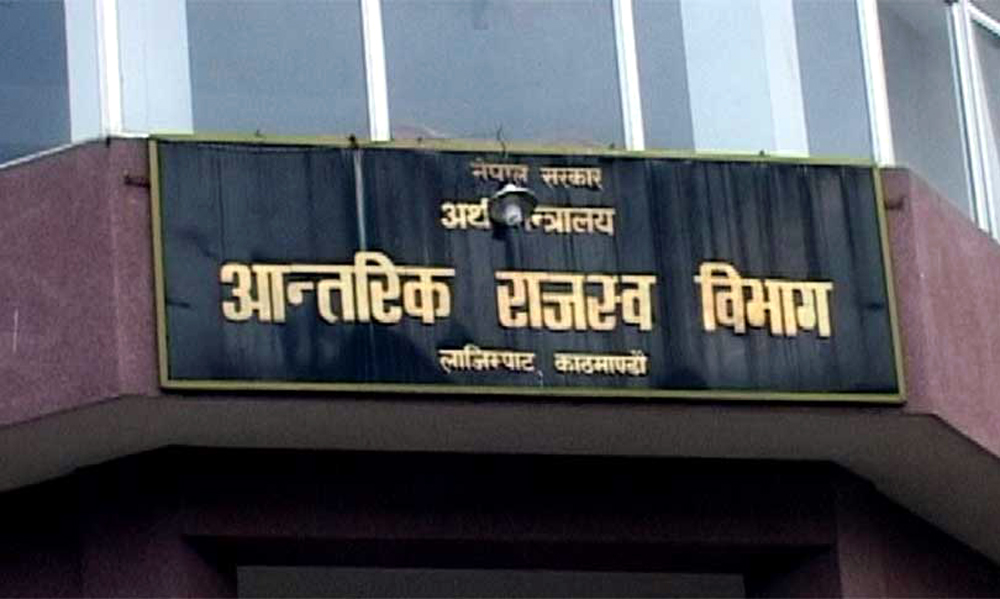 नेपाल सरकार
अर्थ मन्त्रालय
आन्तरिक राजस्व विभाग
लाजिम्पाट, काठमाण्डौ